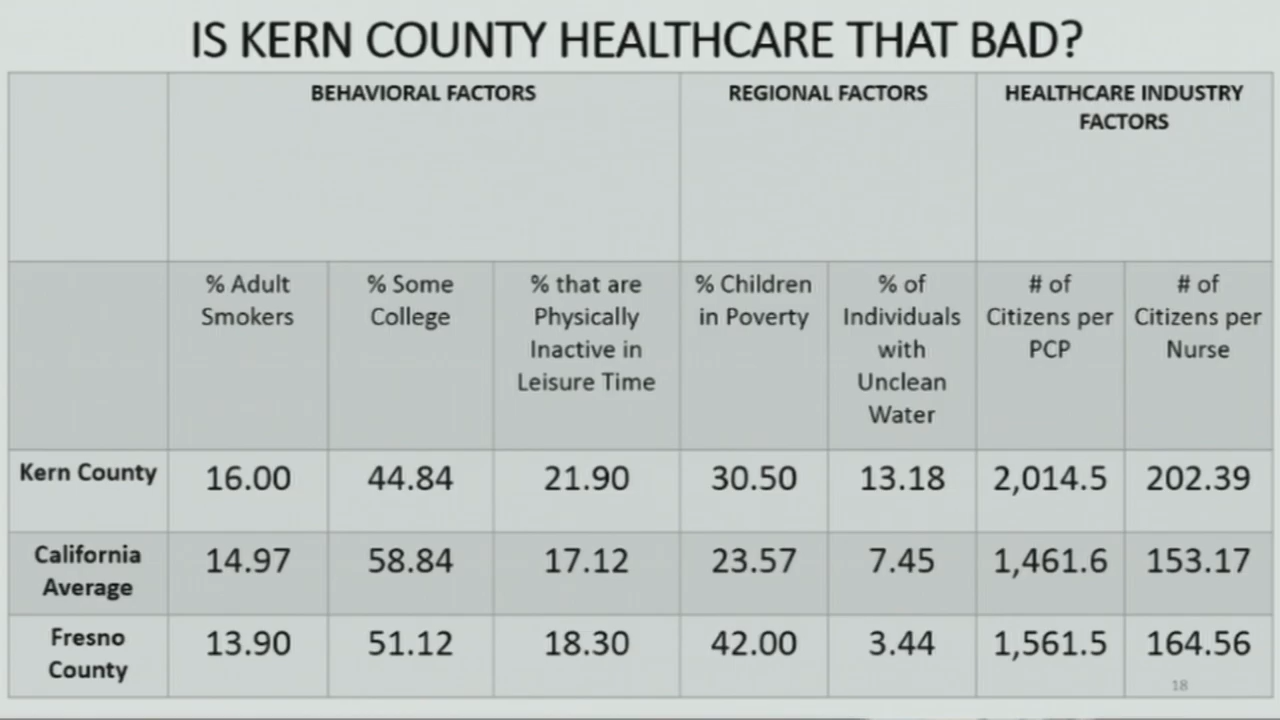 IS KERN COUNTY HEALTHCARE THAT BAD?
BEHAVIORAL FACTORS
REGIONAL FACTORS
HEALTHCARE INDUSTRY
FACTORS
% Adult
Smokers
% Some
College
% that are
Physically
Inactive in
Leisure Time
% Children
in Poverty
% of
Individuals
with
Unclean
Water
# of
Citizens per
PCP
# of
Citizens per
Nurse
Kern County
16.00
44.84
21.90
30.50
13.18
2,014.5
202.39
California
Average
14.97
58.84
17.12
23.57
7.45
1,461.6
153.17
Fresno
County
13.90
51.12
18.30
42.00
3.44
1,561.5
164.56
18